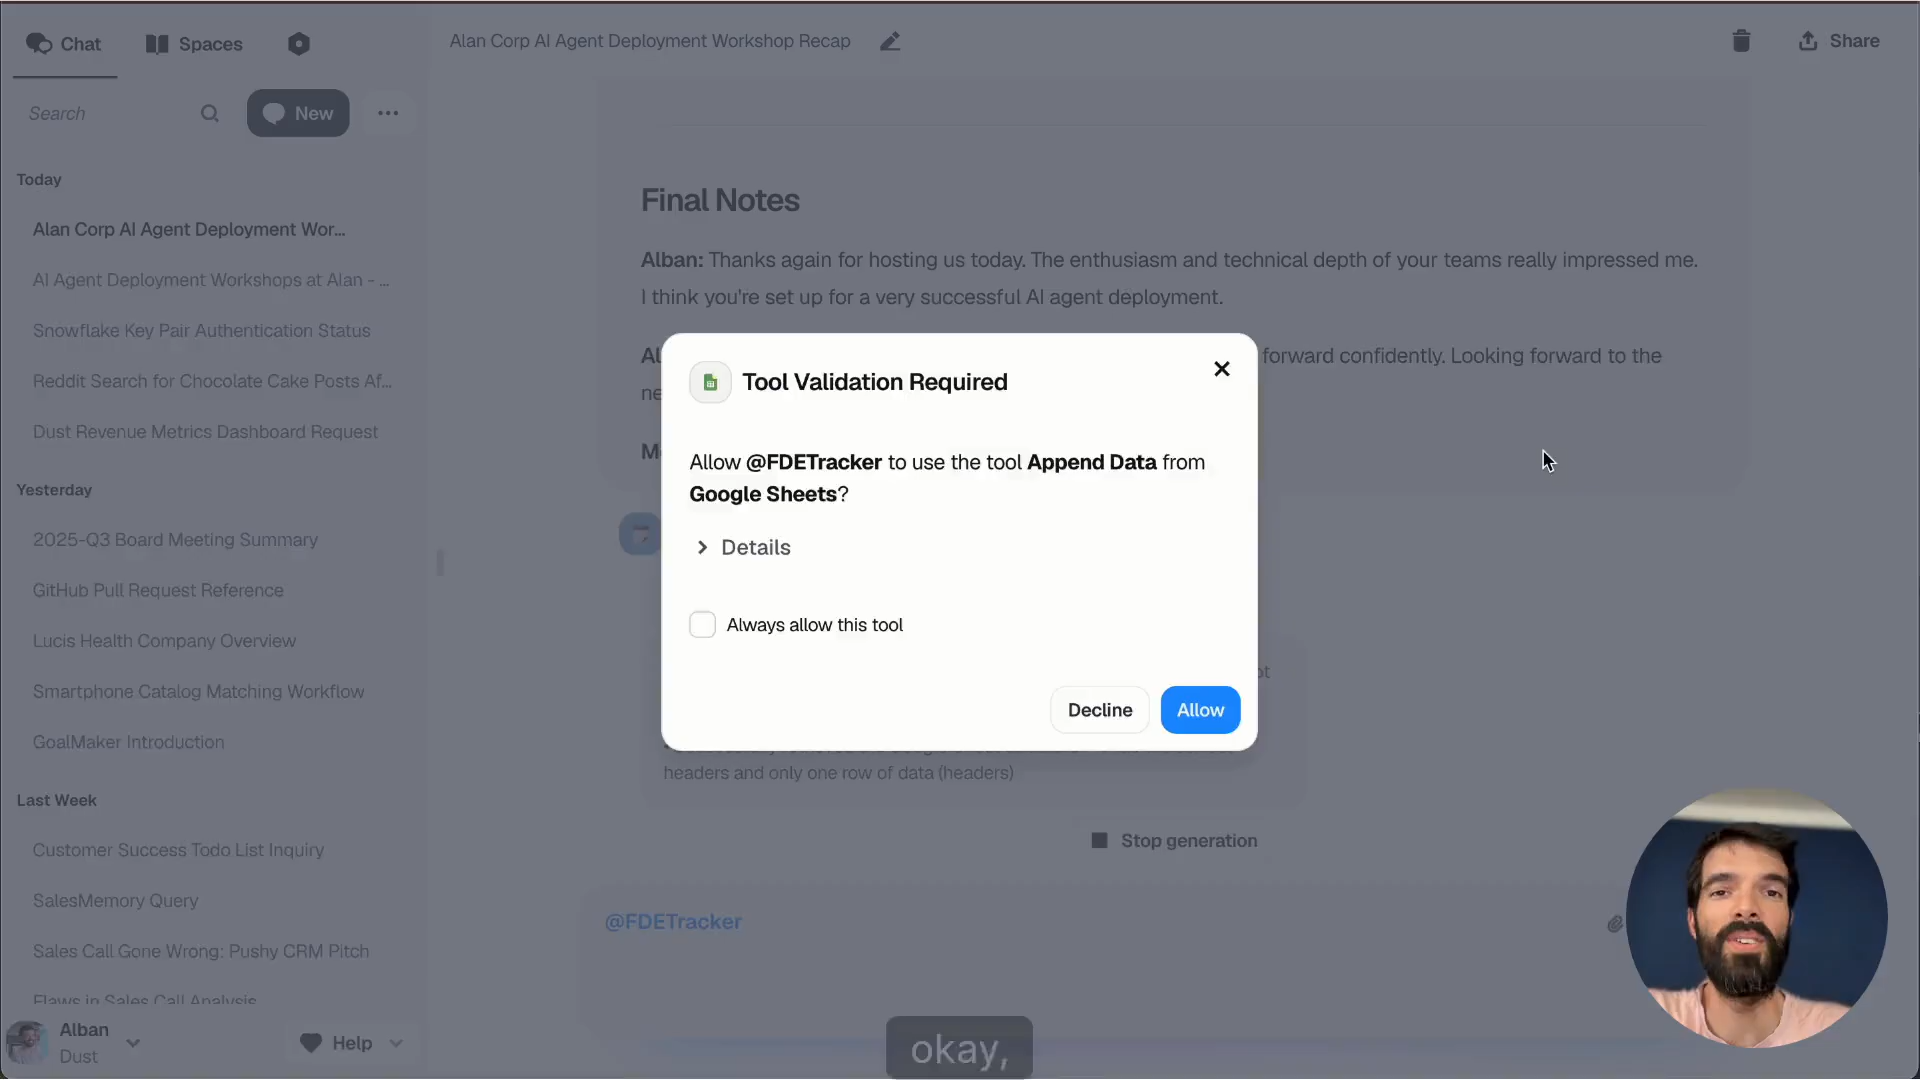 Chat
Spaces
Alan Corp AI Agent Deployment Workshop Recap
Share
Search
New
Today
Alan Corp AI Agent Deployment Wor...
AI Agent Deployment Workshops at Alan - ...
Snowflake Key Pair Authentication Status
Reddit Search for Chocolate Cake Posts Af...
Dust Revenue Metrics Dashboard Request
Yesterday
2025-Q3 Board Meeting Summary
GitHub Pull Request Reference
Lucis Health Company Overview
Smartphone Catalog Matching Workflow
GoalMaker Introduction
Last Week
Customer Success Todo List Inquiry
SalesMemory Query
Sales Call Gone Wrong: Pushy CRM Pitch
Flaws in Sales Call Analysis
Alban
Dust
Help
Final Notes
Alban: Thanks again for hosting us today. The enthusiasm and technical depth of your teams really impressed me.
I think you're set up for a very successful AI agent deployment.
forward confidently. Looking forward to the
Tool Validation Required
Allow @FDETracker to use the tool Append Data from
Google Sheets?
Details
Always allow this tool
Decline
Allow
headers and only one row of data (headers)
Stop generation
@FDETracker
okay,